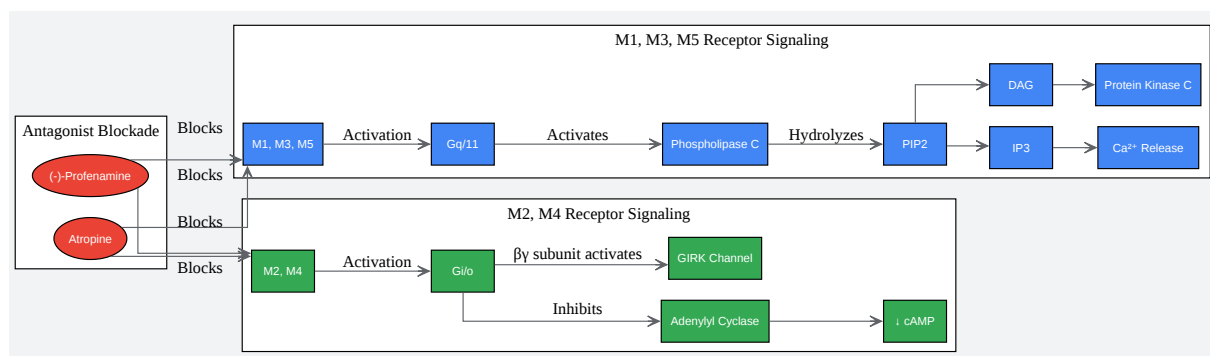 M1, M3, M5 Receptor Signaling
DAG
Protein Kinase C
Antagonist Blockade
Blocks
M1, M3, M5
Activation
Gq/11
Activates
Phospholipase C
Hydrolyzes
PIP2
IP3
Ca²⁺ Release
(-)-Profenamine
Blocks
Atropine
Blocks
Blocks
M2, M4 Receptor Signaling
M2, M4
Activation
Gi/o
βγ subunit activates
GIRK Channel
Inhibits
Adenylyl Cyclase
↓ cAMP